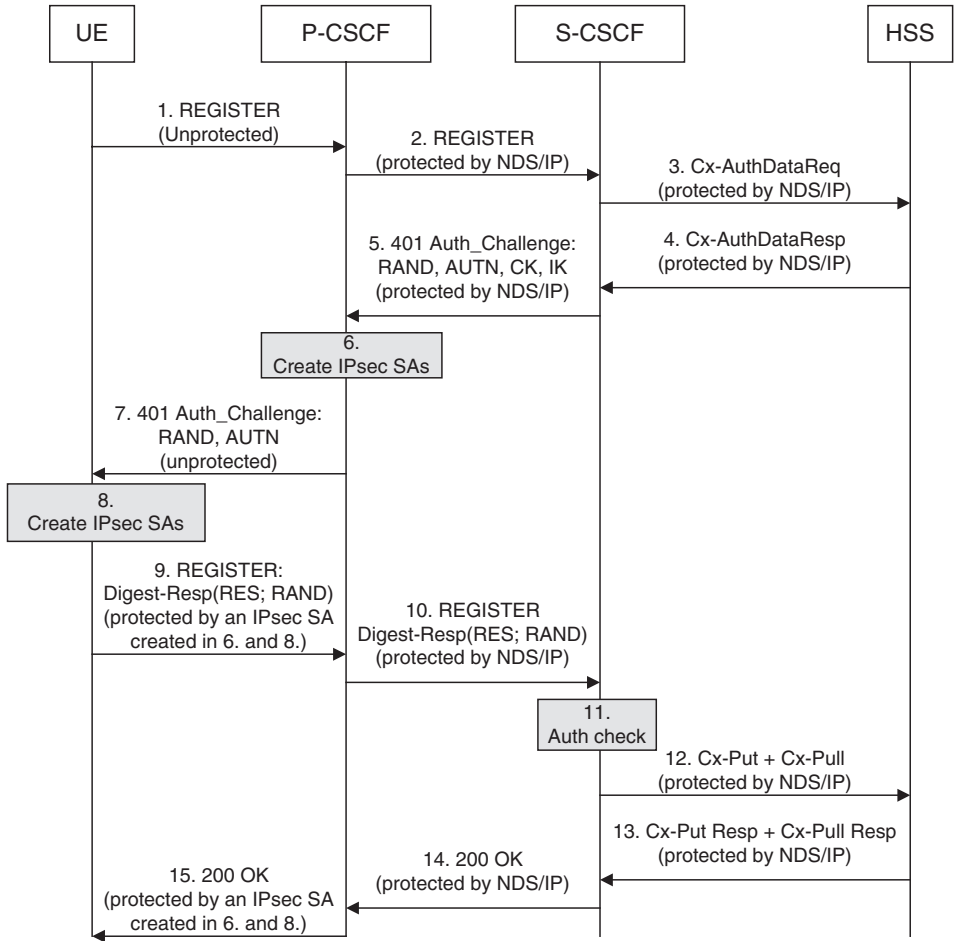 UE
P-CSCF
S-CSCF
HSS
1. REGISTER
(Unprotected)
2. REGISTER
(protected by NDS/IP)
3. Cx-AuthDataReq
(protected by NDS/IP)
4. Cx-AuthDataResp
(protected by NDS/IP)
5. 401 Auth_Challenge:
RAND, AUTN, CK, IK
(protected by NDS/IP)
6.
Create IPsec SAs
7. 401 Auth_Challenge:
RAND, AUTN
(unprotected)
8.
Create IPsec SAs
9. REGISTER:
Digest-Resp(RES; RAND)
(protected by an IPsec SA
created in 6. and 8.)
10. REGISTER
Digest-Resp(RES; RAND)
(protected by NDS/IP)
11.
Auth check
12. Cx-Put + Cx-Pull
(protected by NDS/IP)
13. Cx-Put Resp + Cx-Pull Resp
(protected by NDS/IP)
14. 200 OK
(protected by NDS/IP)
15. 200 OK
(protected by an IPsec SA
created in 6. and 8.)